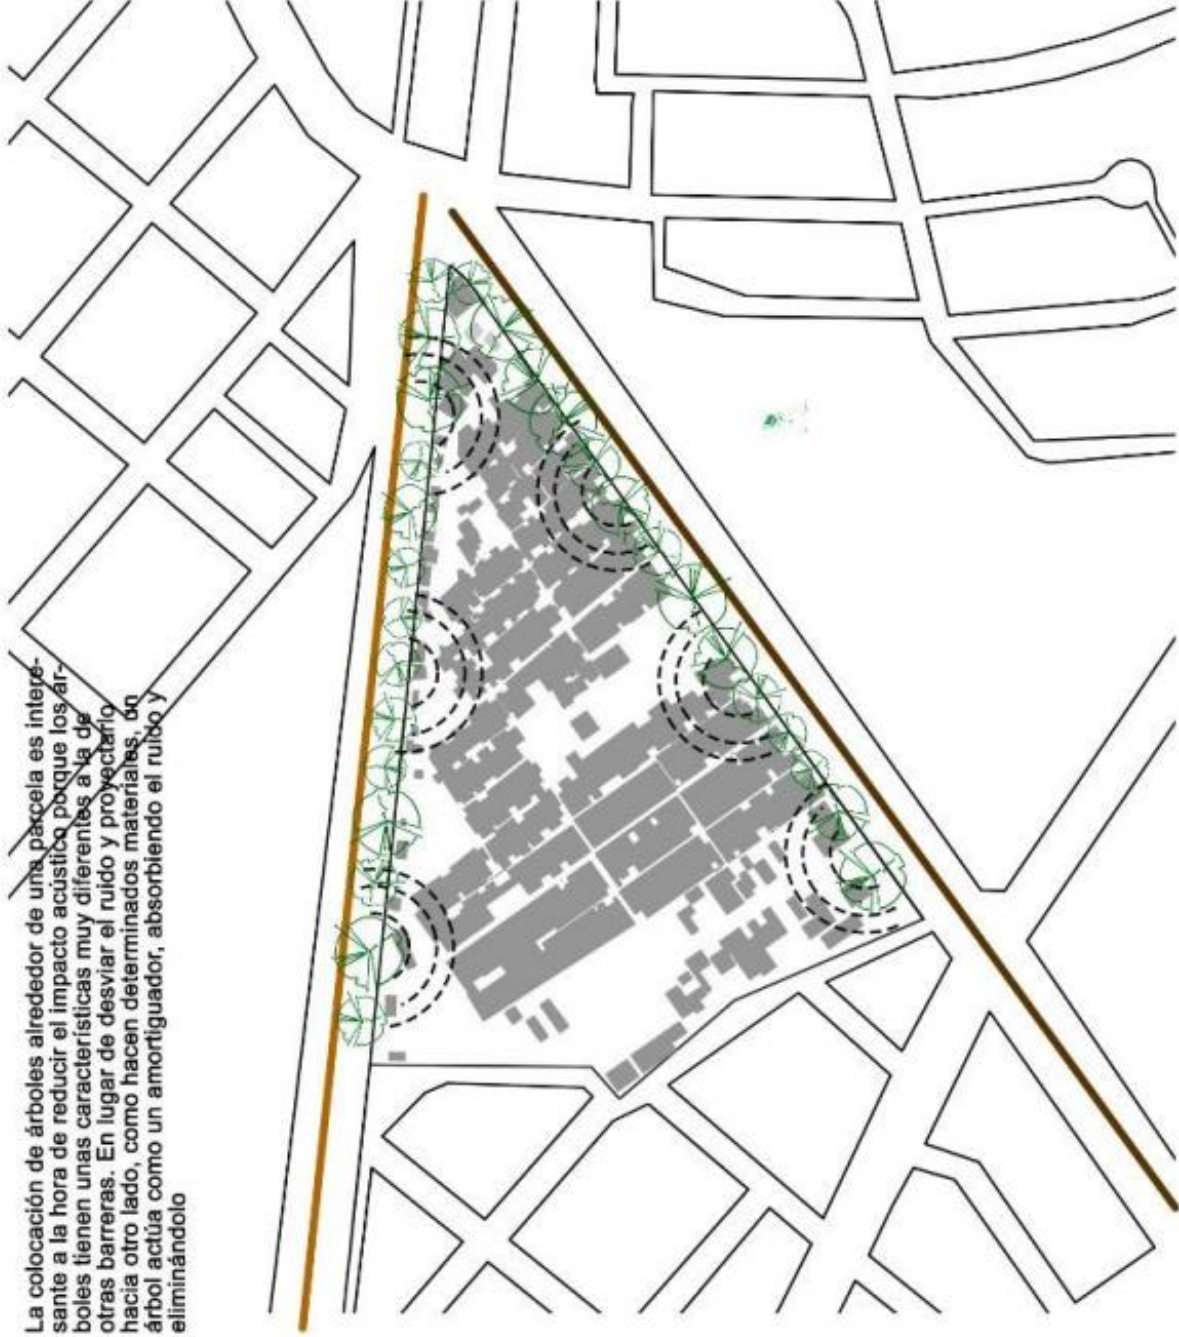 La colocación de árboles alrededor de una parcela es intere-
sante a la hora de reducir el impacto acústico porque los ár-
boles tienen unas características muy diferentes a la de
otras barreras. En lugar de desviar el ruido y proyectarlo
hacia otro lado, como hacen determinados materiales, un
árbol actúa como un amortiguador, absorbiendo el ruido y
eliminándolo